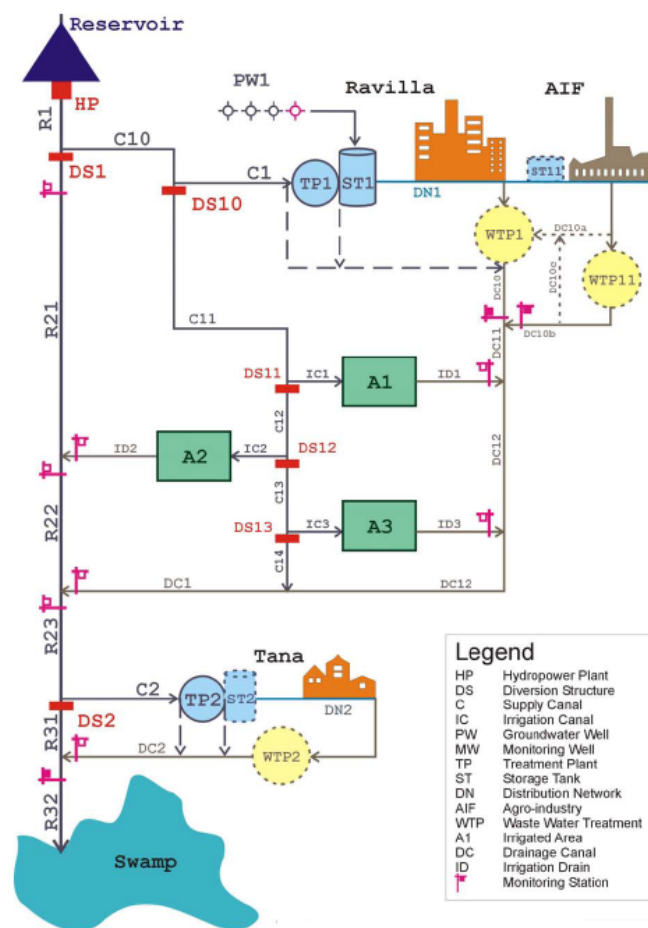 Reservoir
HP
R1
PW1
Ravilla
AIF
C10
DS1
C1
DS10
TP1
ST1
DN1
ST11
WTP1
DC10a
DC10c
WTP11
DC10
DC10b
DC11
R21
C11
DS11
IC1
A1
ID1
C12
ID2
A2
IC2
DS12
DC12
C13
R22
DS13
IC3
A3
ID3
C14
DC1
DC12
R23
Tana
C2
TP2
ST2
DN2
DS2
R31
DC2
WTP2
R32
Swamp
Legend
HP Hydropower Plant
DS Diversion Structure
C Supply Canal
IC Irrigation Canal
PW Groundwater Well
MW Monitoring Well
TP Treatment Plant
ST Storage Tank
DN Distribution Network
AIF Agro-industry
WTP Waste Water Treatment
A1 Irrigated Area
DC Drainage Canal
ID Irrigation Drain
Monitoring Station